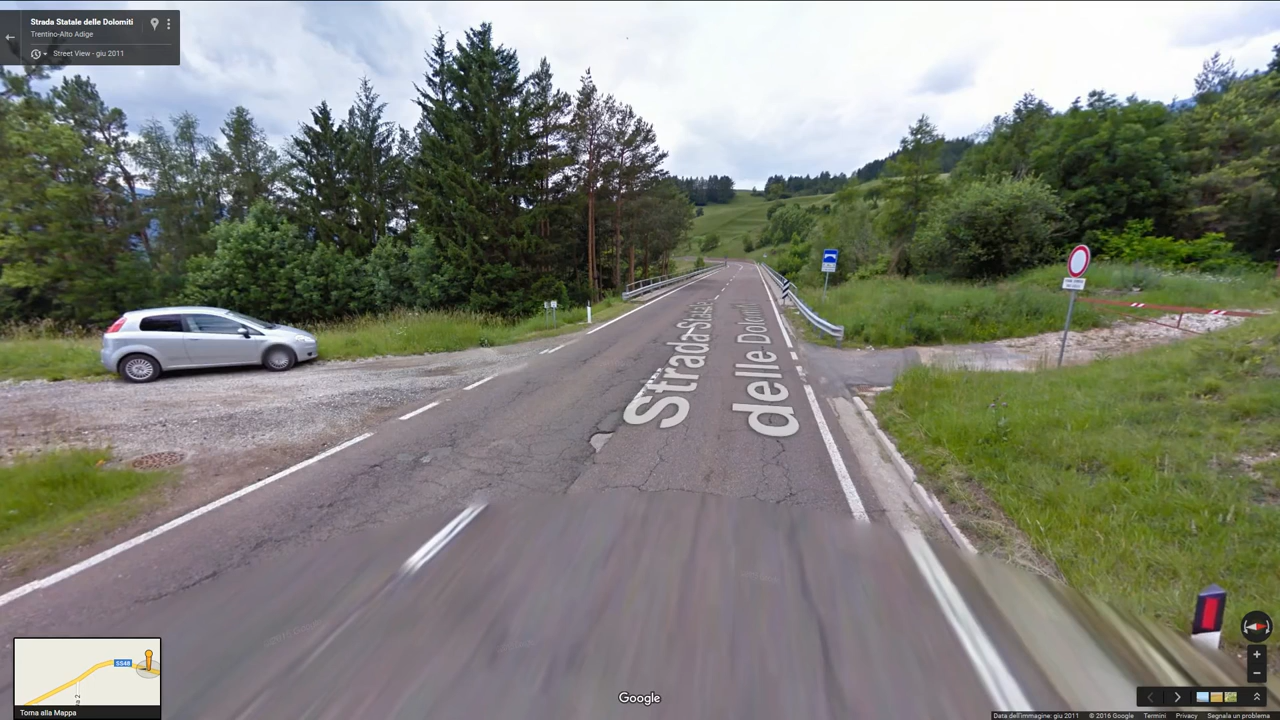 Strada Statale delle Dolomiti
Trentino-Alto Adige
Street View - giu 2011
Strada Statale
delle Dolomiti
SS48
Torna alla Mappa
Google
Data dell'immagine: giu 2011 © 2016 Google Termini Privacy Segnala un problema